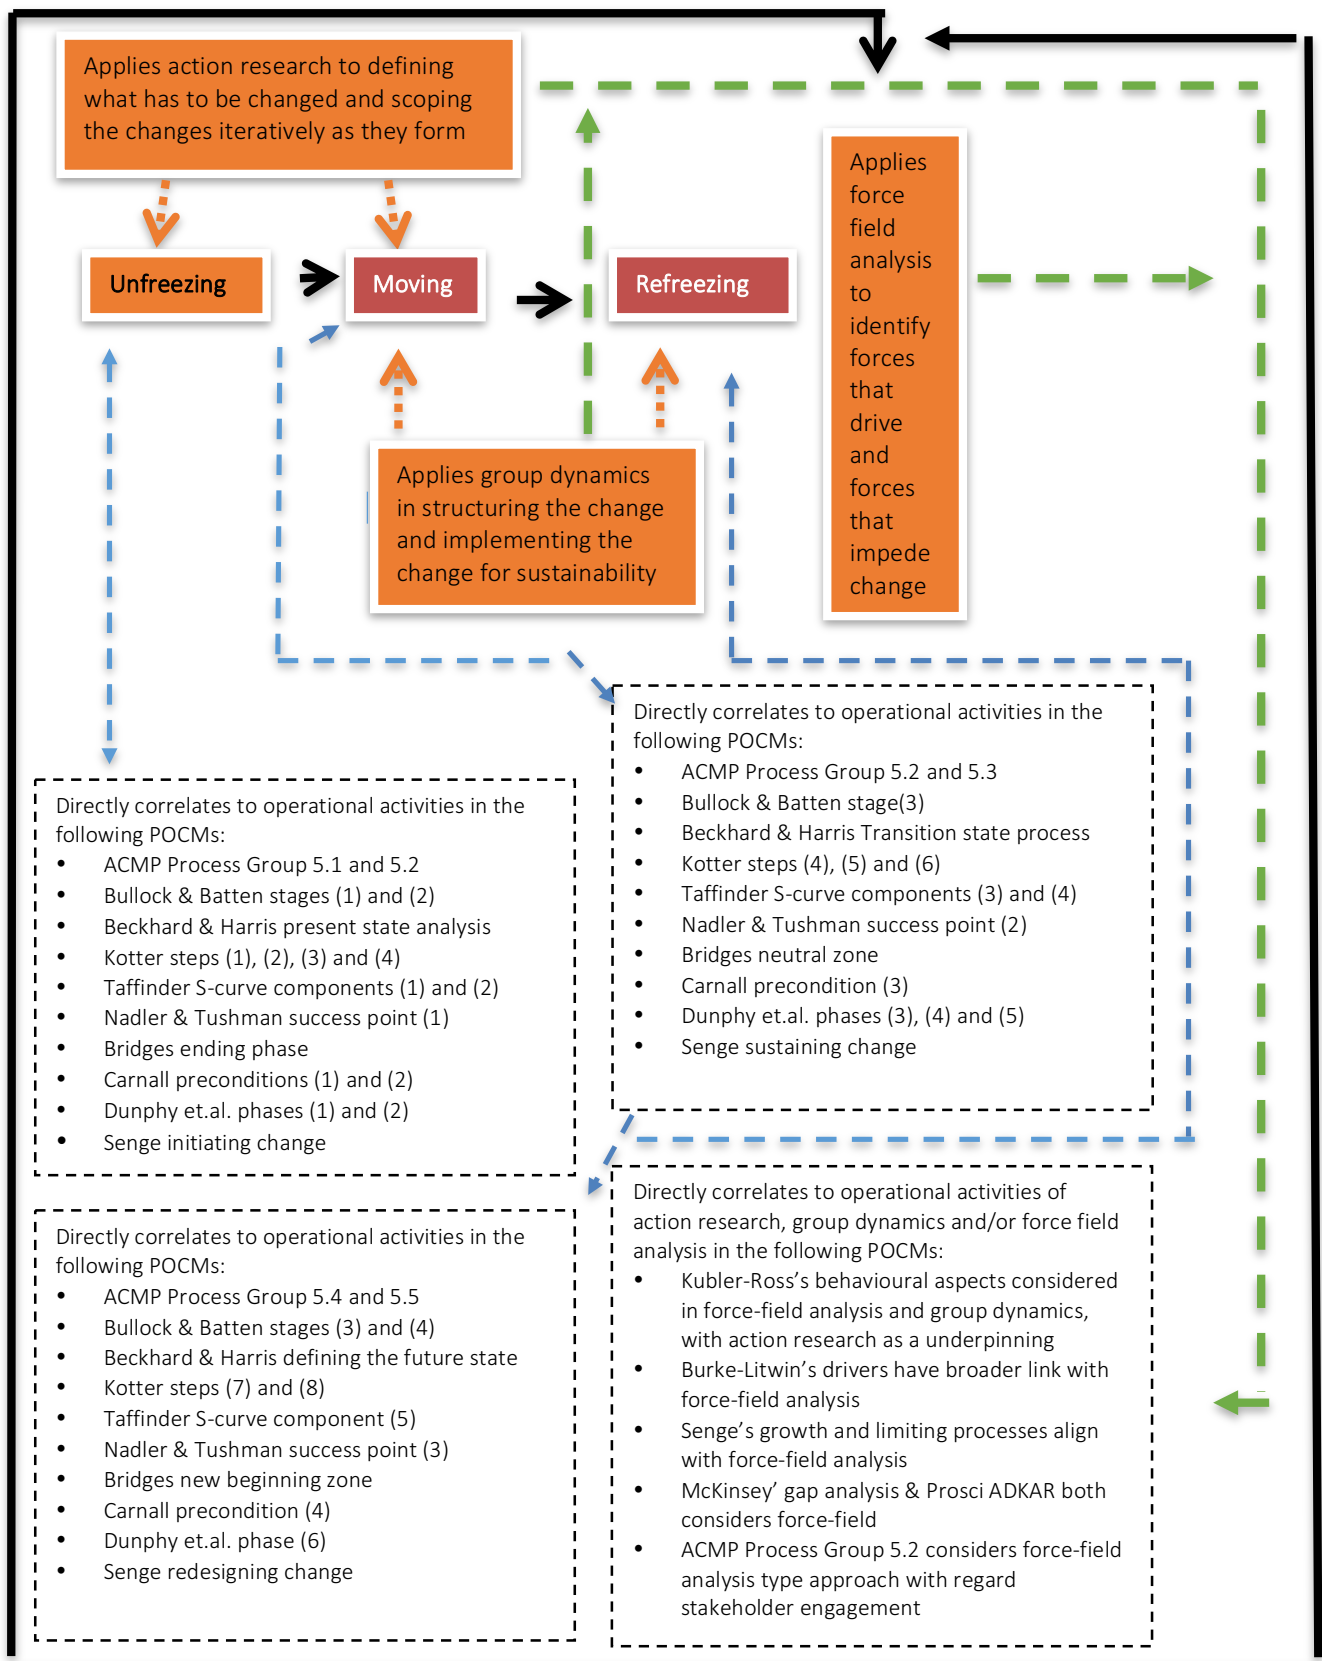 Applies action research to defining
what has to be changed and scoping
the changes iteratively as they form
Applies
force
field
analysis
to
identify
forces
that
drive
and
forces
that
impede
change
Unfreezing
Moving
Refreezing
Applies group dynamics
in structuring the change
and implementing the
change for sustainability
Directly correlates to operational activities in the
following POCMs:
• ACMP Process Group 5.1 and 5.2
• Bullock & Batten stages (1) and (2)
• Beckhard & Harris present state analysis
• Kotter steps (1), (2), (3) and (4)
• Taffinder S-curve components (1) and (2)
• Nadler & Tushman success point (1)
• Bridges ending phase
• Carnall preconditions (1) and (2)
• Dunphy et.al. phases (1) and (2)
• Senge initiating change
Directly correlates to operational activities in the
following POCMs:
• ACMP Process Group 5.2 and 5.3
• Bullock & Batten stage(3)
• Beckhard & Harris Transition state process
• Kotter steps (4), (5) and (6)
• Taffinder S-curve components (3) and (4)
• Nadler & Tushman success point (2)
• Bridges neutral zone
• Carnall precondition (3)
• Dunphy et.al. phases (3), (4) and (5)
• Senge sustaining change
Directly correlates to operational activities in the
following POCMs:
• ACMP Process Group 5.4 and 5.5
• Bullock & Batten stages (3) and (4)
• Beckhard & Harris defining the future state
• Kotter steps (7) and (8)
• Taffinder S-curve component (5)
• Nadler & Tushman success point (3)
• Bridges new beginning zone
• Carnall precondition (4)
• Dunphy et.al. phase (6)
• Senge redesigning change
Directly correlates to operational activities of
action research, group dynamics and/or force field
analysis in the following POCMs:
• Kubler-Ross’s behavioural aspects considered
in force-field analysis and group dynamics,
with action research as a underpinning
• Burke-Litwin’s drivers have broader link with
force-field analysis
• Senge’s growth and limiting processes align
with force-field analysis
• McKinsey’ gap analysis & Prosci ADKAR both
considers force-field
• ACMP Process Group 5.2 considers force-field
analysis type approach with regard
stakeholder engagement